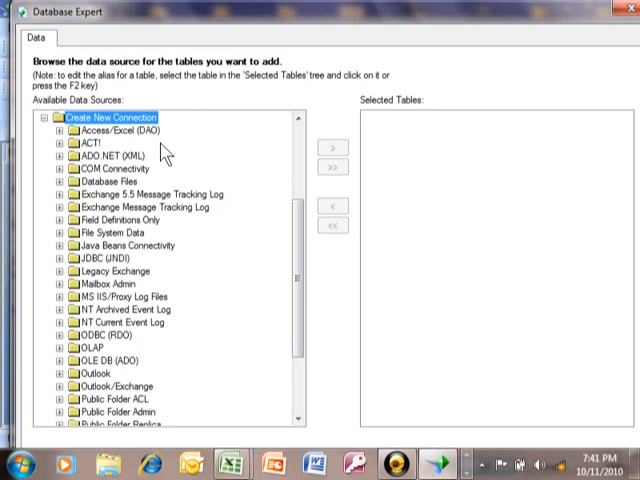 Database Expert
Data
Browse the data source for the tables you want to add.
(Note: to edit the alias for a table, select the table in the 'Selected Tables' tree and click on it or
press the F2 key)
Available Data Sources:
Selected Tables:
Create New Connection
Access/Excel (DAO)
ACT!
ADO.NET (XML)
COM Connectivity
Database Files
Exchange 5.5 Message Tracking Log
Exchange Message Tracking Log
Field Definitions Only
File System Data
Java Beans Connectivity
JDBC (JNDI)
Legacy Exchange
Mailbox Admin
MS IIS/Proxy Log Files
NT Archived Event Log
NT Current Event Log
ODBC (RDO)
OLAP
OLE DB (ADO)
Outlook
Outlook/Exchange
Public Folder ACL
Public Folder Admin
Public Folder Replica
>
>>
<
<<
7:41 PM
10/11/2010